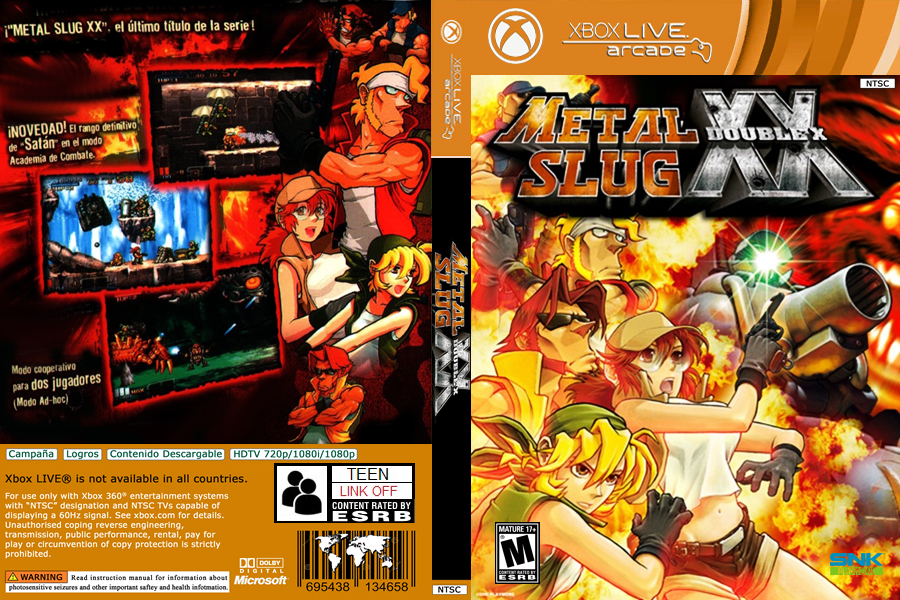 ¡"METAL SLUG XX", el último título de la serie!
¡NOVEDAD! El rango definitivo
de "Satán" en el modo
Academia de Combate.
Modo cooperativo
para dos jugadores
(Modo Ad-hoc)
Campaña Logros Contenido Descargable HDTV 720p/1080i/1080p
Xbox LIVE® is not available in all countries.
For use only with Xbox 360® entertainment systems
with "NTSC" designation and NTSC TVs capable of
displaying a 60Hz signal. See xbox.com for details.
Unauthorised coping reverse engineering,
transmission, public performance, rental, pay for
play or circumvention of copy protection is strictly
prohibited.
WARNING Read instruction manual for information about
photosensitive seizures and other important saftey and health infotmation.
TEEN
LINK OFF
CONTENT RATED BY
ESRB
DOLBY
DIGITAL
Microsoft
695438 134658
XBOX LIVE
arcade
METAL
SLUG
XX
DOUBLE X
NTSC
XBOX LIVE
arcade
NTSC
METAL
SLUG
XX
DOUBLE X
MATURE 17+
M
CONTENT RATED BY
ESRB
SNK